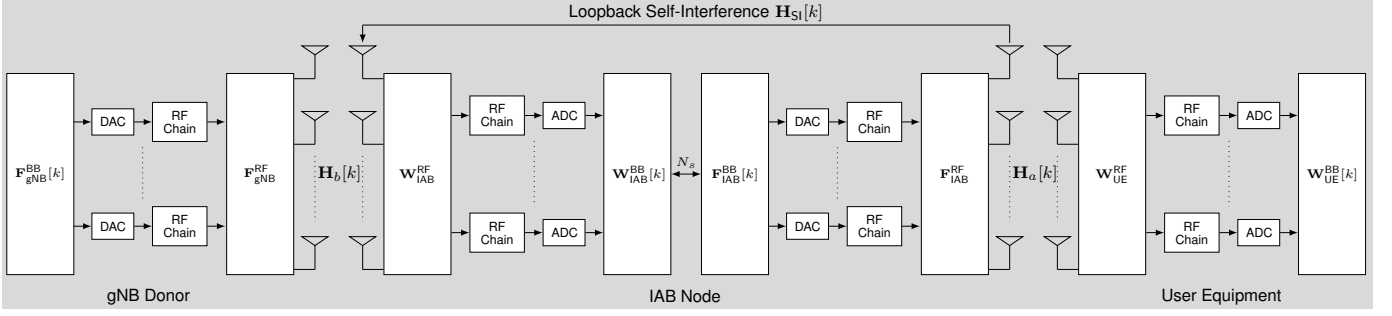 Loopback Self-Interference H_SI[k]
F^BB_gNB[k]
DAC
RF
Chain
DAC
RF
Chain
F^RF_gNB
H_b[k]
W^RF_IAB
RF
Chain
ADC
RF
Chain
ADC
W^BB_IAB[k]
N_s
F^BB_IAB[k]
DAC
RF
Chain
DAC
RF
Chain
F^RF_IAB
H_a[k]
W^RF_UE
RF
Chain
ADC
RF
Chain
ADC
W^BB_UE[k]
gNB Donor
IAB Node
User Equipment